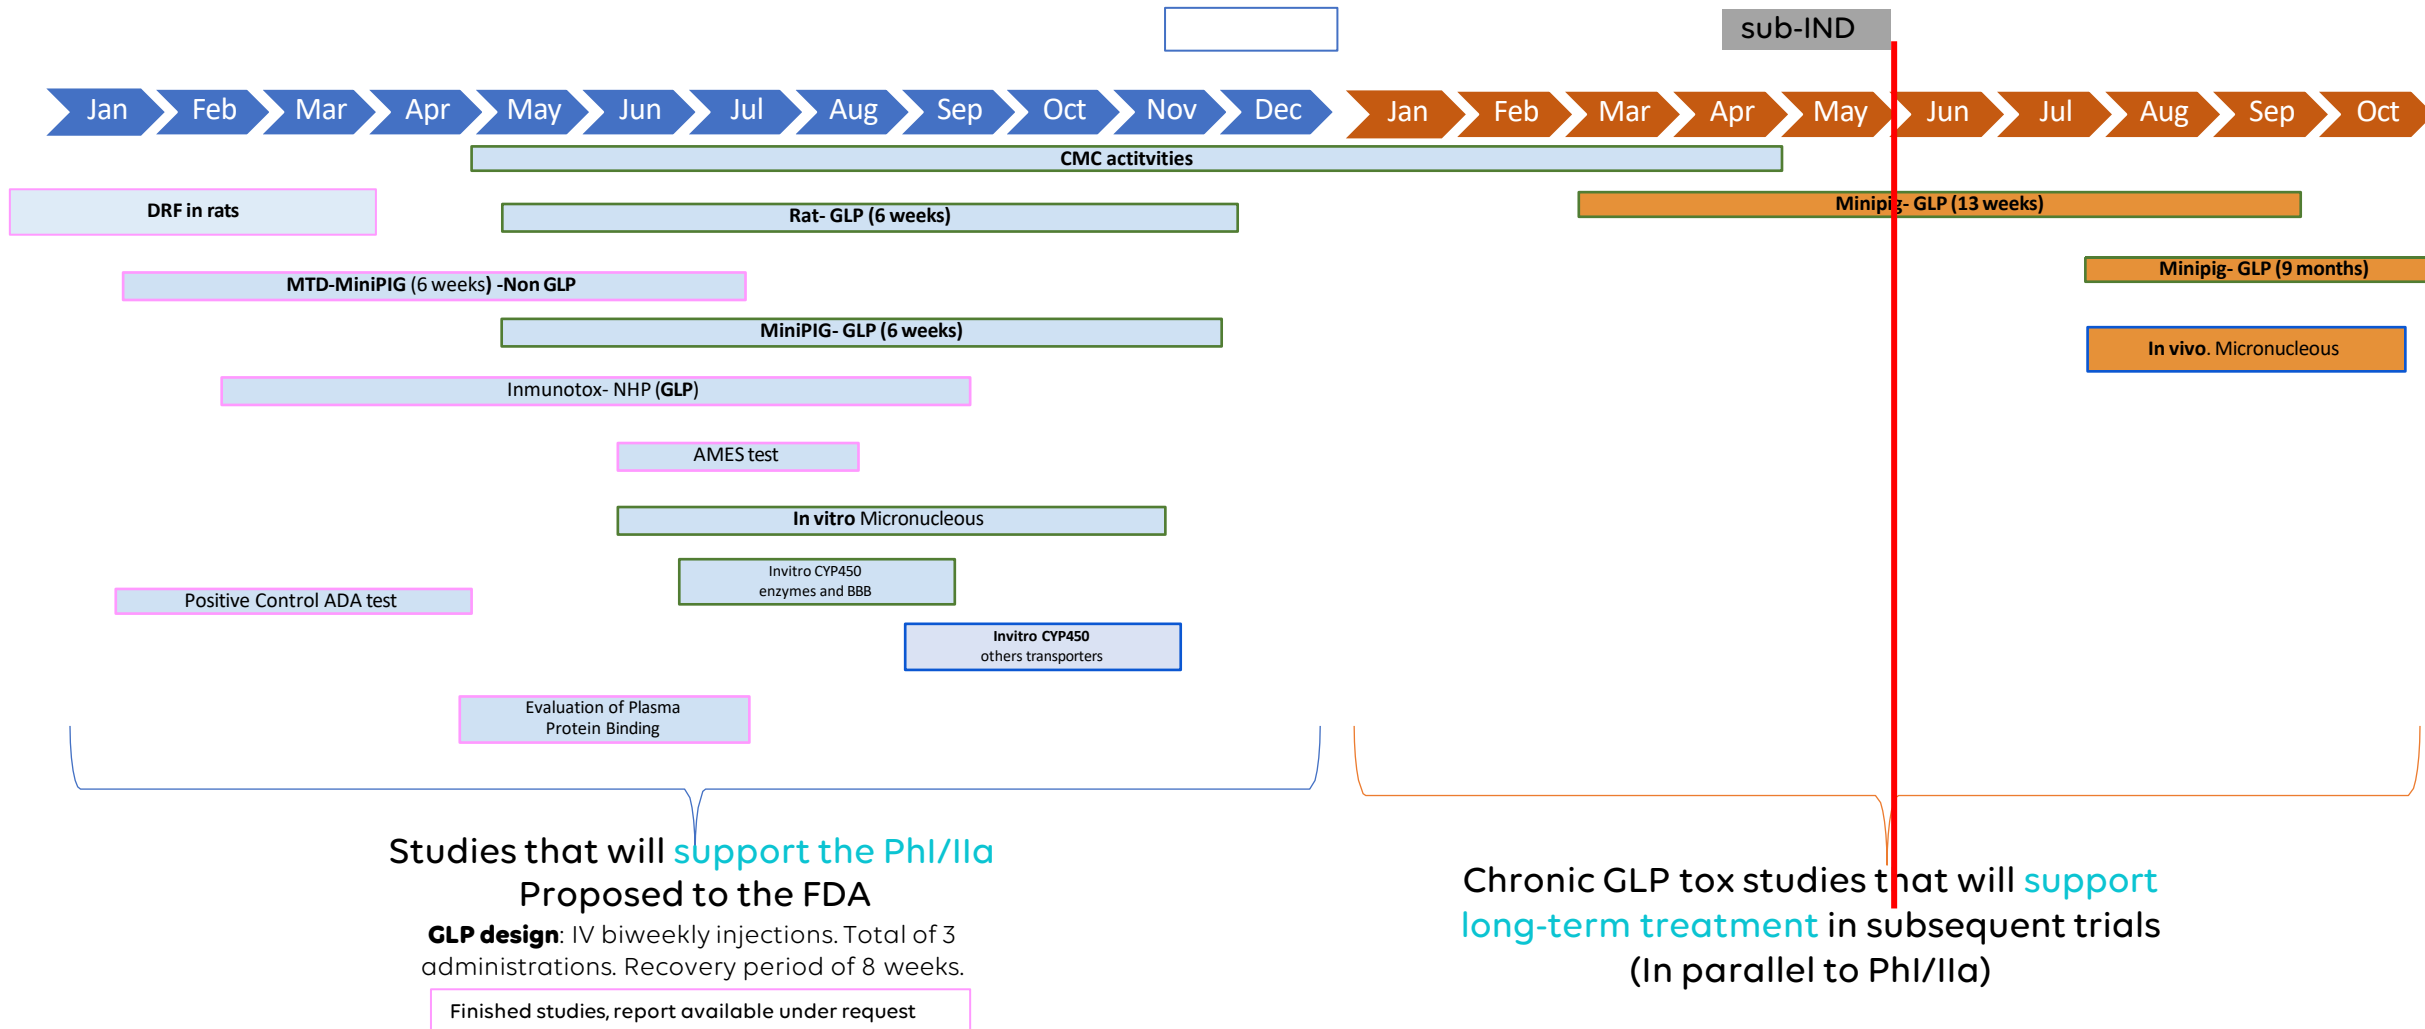 sub-IND
Jan Feb Mar Apr May Jun Jul Aug Sep Oct Nov Dec Jan Feb Mar Apr May Jun Jul Aug Sep Oct
CMC actitvities
DRF in rats
Rat- GLP (6 weeks)
Minipig- GLP (13 weeks)
MTD-MiniPIG (6 weeks) -Non GLP
Minipig- GLP (9 months)
MiniPIG- GLP (6 weeks)
In vivo. Micronucleous
Inmunotox- NHP (GLP)
AMES test
In vitro Micronucleous
Invitro CYP450
enzymes and BBB
Positive Control ADA test
Invitro CYP450
others transporters
Evaluation of Plasma
Protein Binding
Studies that will support the PhI/IIa
Proposed to the FDA
GLP design: IV biweekly injections. Total of 3
administrations. Recovery period of 8 weeks.
Finished studies, report available under request
Chronic GLP tox studies that will support
long-term treatment in subsequent trials
(In parallel to PhI/IIa)